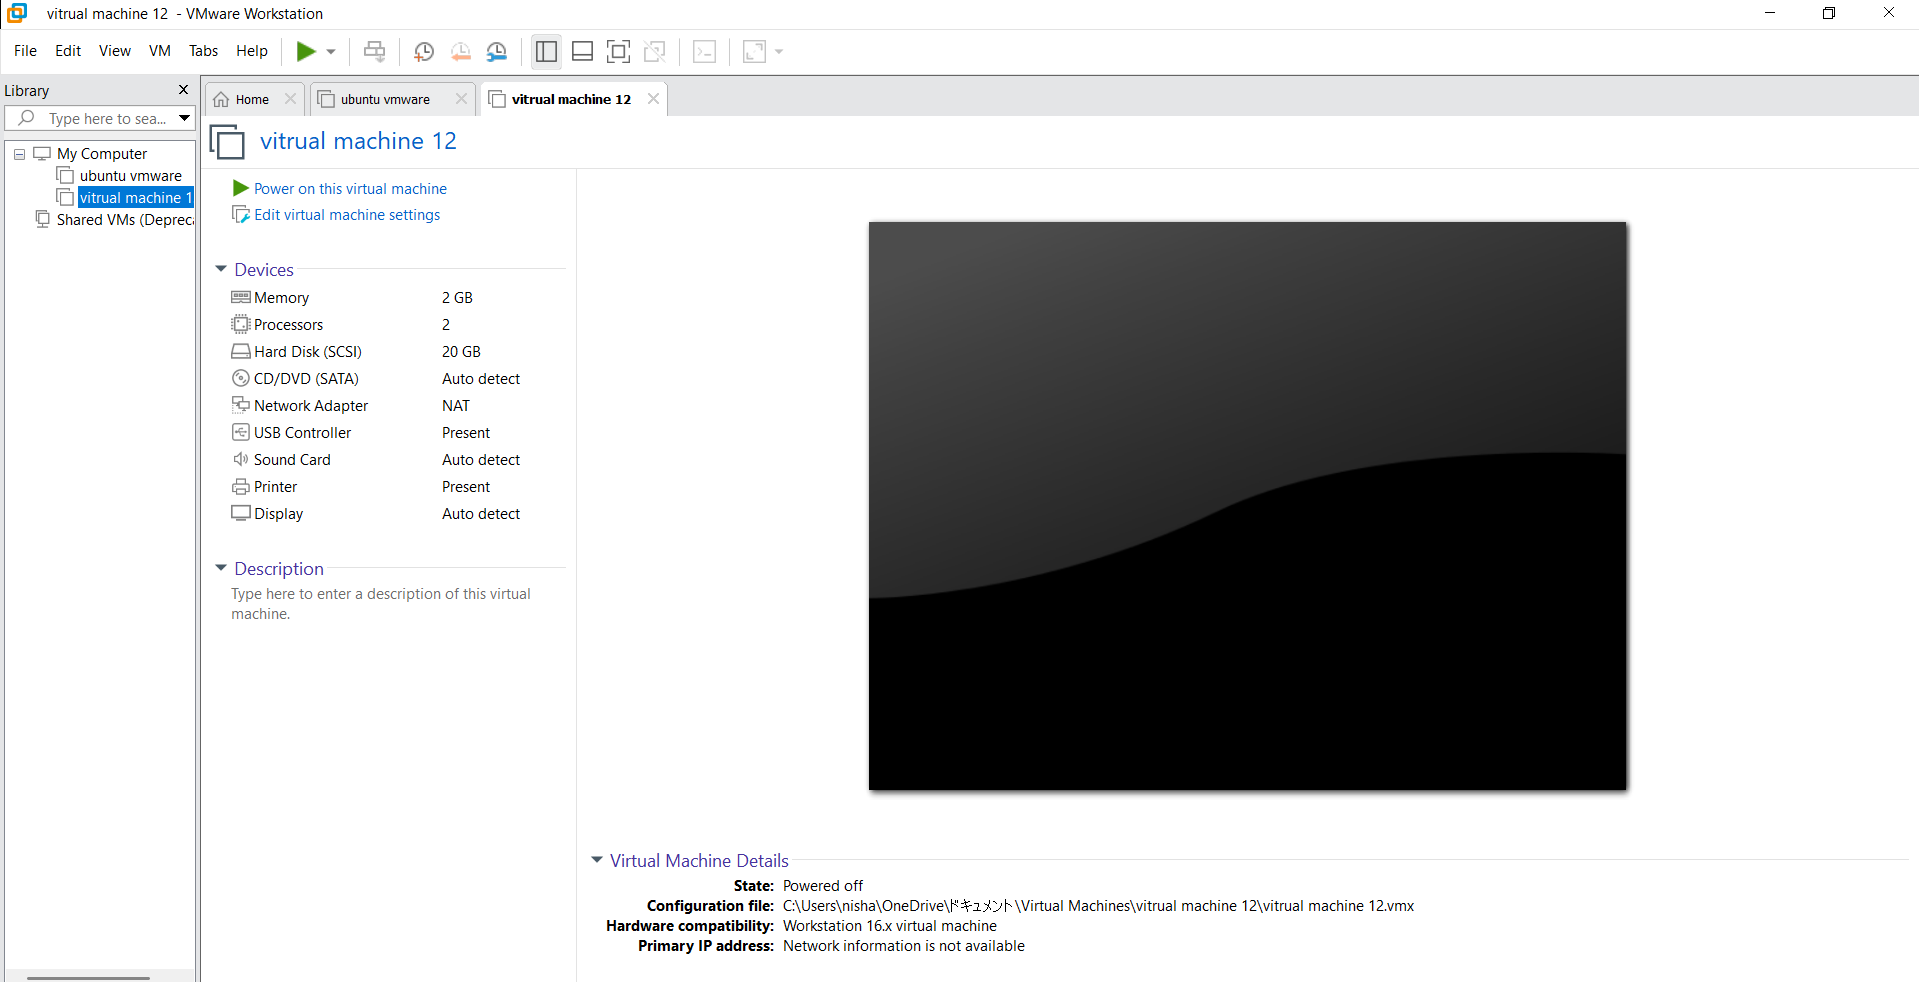 vitrual machine 12 - VMware Workstation
File Edit View VM Tabs Help
Library
Type here to sea...
My Computer
ubuntu vmware
vitrual machine 1
Shared VMs (Depreca
Home
ubuntu vmware
vitrual machine 12
vitrual machine 12
Power on this virtual machine
Edit virtual machine settings
Devices
Memory 2 GB
Processors 2
Hard Disk (SCSI) 20 GB
CD/DVD (SATA) Auto detect
Network Adapter NAT
USB Controller Present
Sound Card Auto detect
Printer Present
Display Auto detect
Description
Type here to enter a description of this virtual
machine.
Virtual Machine Details
State: Powered off
Configuration file: C:\Users\nisha\OneDrive\ドキュメント\Virtual Machines\vitrual machine 12\vitrual machine 12.vmx
Hardware compatibility: Workstation 16.x virtual machine
Primary IP address: Network information is not available